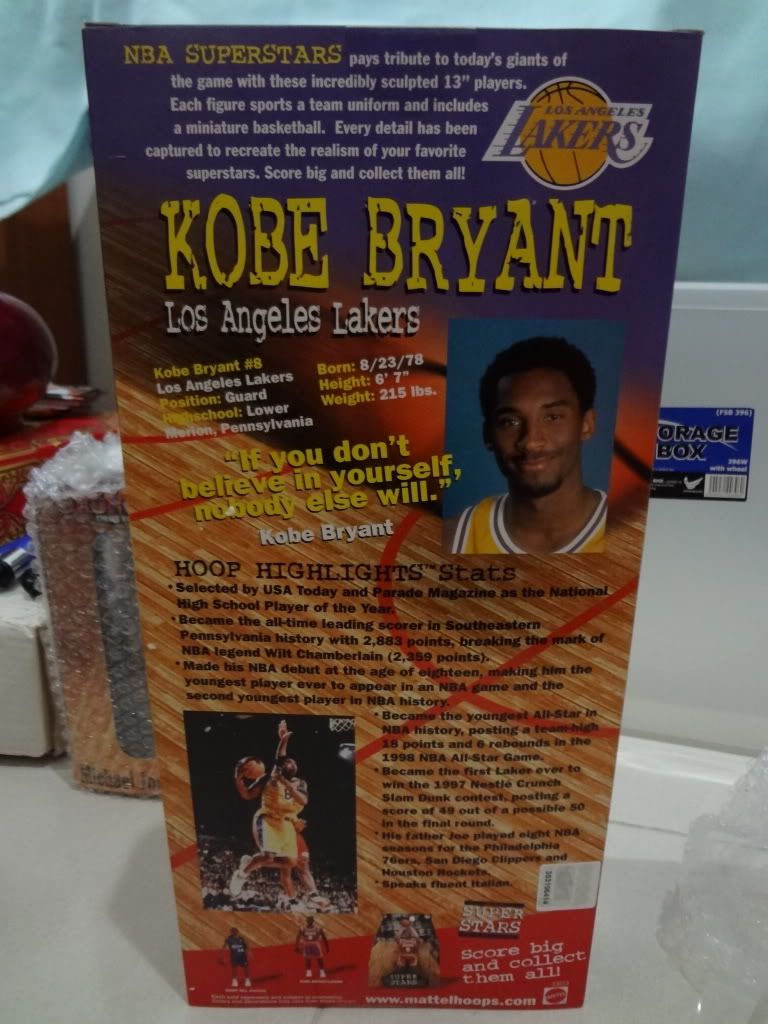 NBA SUPERSTARS pays tribute to today's giants of
the game with these incredibly sculpted 13" players.
Each figure sports a team uniform and includes
a miniature basketball. Every detail has been
captured to recreate the realism of your favorite
superstars. Score big and collect them all!
LOS ANGELES
LAKERS
KOBE BRYANT
Los Angeles Lakers
Kobe Bryant #8
Los Angeles Lakers
Position: Guard
Highschool: Lower
Merion, Pennsylvania
Born: 8/23/78
Height: 6' 7"
Weight: 215 lbs.
"If you don't
believe in yourself,
nobody else will."
Kobe Bryant
HOOP HIGHLIGHTS™ Stats
• Selected by USA Today and Parade Magazine as the National
High School Player of the Year.
• Became the all-time leading scorer in Southeastern
Pennsylvania history with 2,883 points, breaking the mark of
NBA legend Wilt Chamberlain (2,359 points).
• Made his NBA debut at the age of eighteen, making him the
youngest player ever to appear in an NBA game and the
second youngest player in NBA history.
• Became the youngest All-Star in
NBA history, posting a team-high
18 points and 6 rebounds in the
1998 NBA All-Star Game.
• Became the first Laker ever to
win the 1997 Nestlé Crunch
Slam Dunk contest, posting a
score of 49 out of a possible 50
in the final round.
• His father Joe played eight NBA
seasons for the Philadelphia
76ers, San Diego Clippers and
Houston Rockets.
• Speaks fluent Italian.
8
SUPER
STARS
Score big
and collect
them all!
SUPER
STARS
www.mattelhoops.com
MATTEL
(FSB 396)
ORAGE
BOX
396W
with wheel
Michael